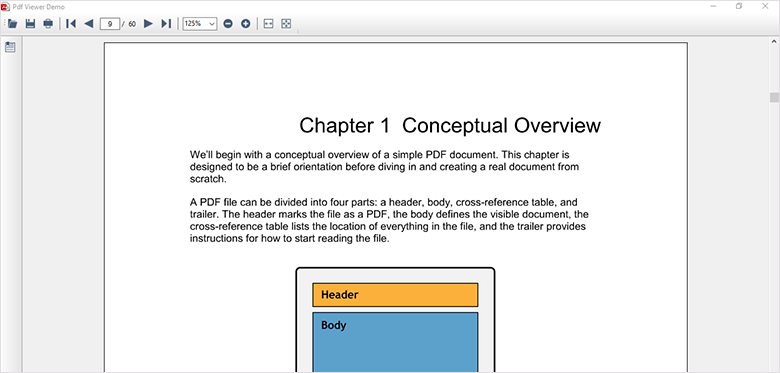 Pdf Viewer Demo
9 / 60 125%
Chapter 1 Conceptual Overview
We'll begin with a conceptual overview of a simple PDF document. This chapter is
designed to be a brief orientation before diving in and creating a real document from
scratch.
A PDF file can be divided into four parts: a header, body, cross-reference table, and
trailer. The header marks the file as a PDF, the body defines the visible document, the
cross-reference table lists the location of everything in the file, and the trailer provides
instructions for how to start reading the file.
Header
Body